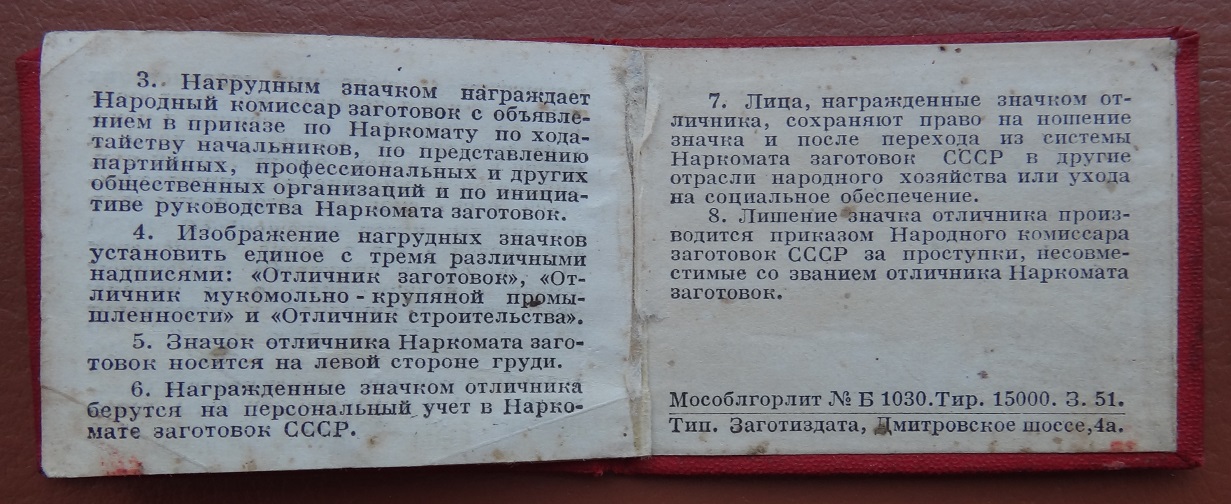 3. Нагрудным значком награждает
Народный комиссар заготовок с объявле-
нием в приказе по Наркомату по хода-
тайству начальников, по представлению
партийных, профессиональных и других
общественных организаций и по инициа-
тиве руководства Наркомата заготовок.
4. Изображение нагрудных значков
установить единое с тремя различными
надписями: «Отличник заготовок», «От-
личник мукомольно-крупяной промы-
шленности» и «Отличник строительства».
5. Значок отличника Наркомата заго-
товок носится на левой стороне груди.
6. Награжденные значком отличника
берутся на персональный учет в Нарко-
мате заготовок СССР.
7. Лица, награжденные значком от-
личника, сохраняют право на ношение
значка и после перехода из системы
Наркомата заготовок СССР в другие
отрасли народного хозяйства или ухода
на социальное обеспечение.
8. Лишение значка отличника произ-
водится приказом Народного комиссара
заготовок СССР за проступки, несовме-
стимые со званием отличника Наркомата
заготовок.
Мособлгорлит № Б 1030. Тир. 15000. З. 51.
Тип. Заготиздата, Дмитровское шоссе, 4а.